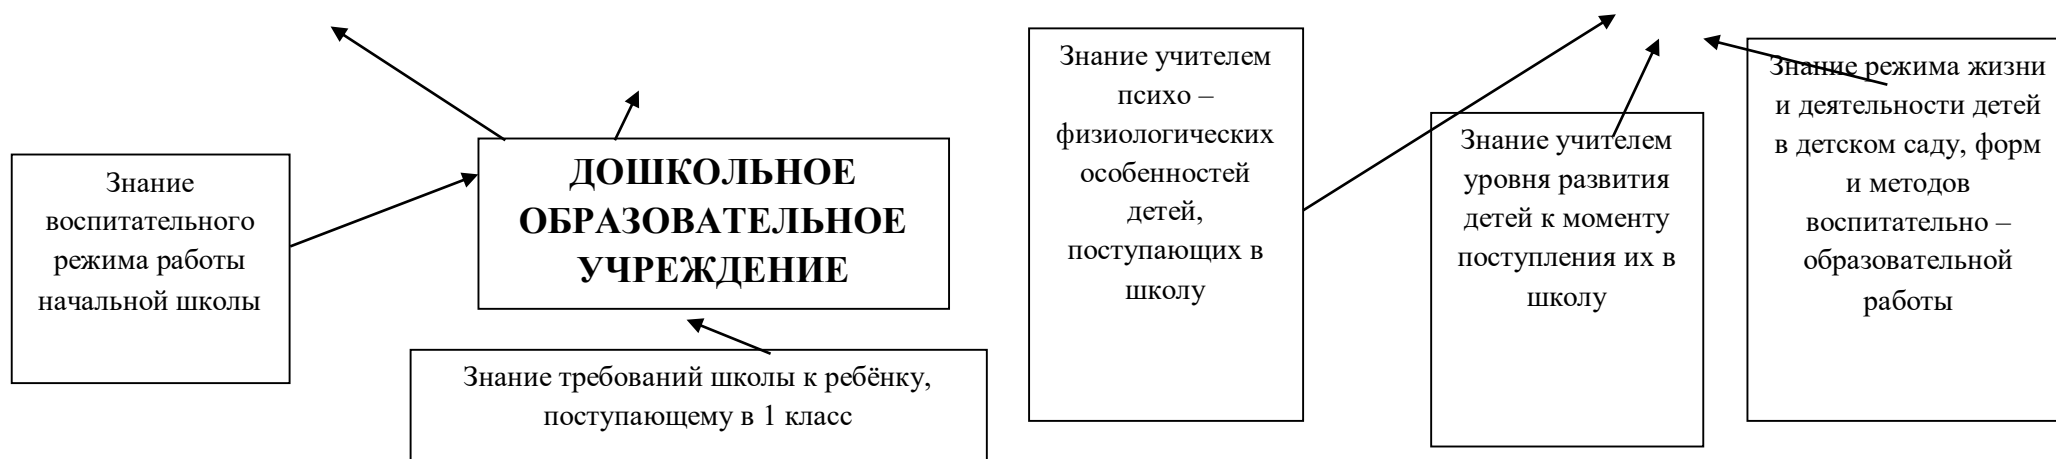 Знание
воспитательного
режима работы
начальной школы
ДОШКОЛЬНОЕ
ОБРАЗОВАТЕЛЬНОЕ
УЧРЕЖДЕНИЕ
Знание требований школы к ребёнку,
поступающему в 1 класс
Знание учителем
психо –
физиологических
особенностей
детей,
поступающих в
школу
Знание учителем
уровня развития
детей к моменту
поступления их в
школу
Знание режима жизни
и деятельности детей
в детском саду, форм
и методов
воспитательно –
образовательной
работы